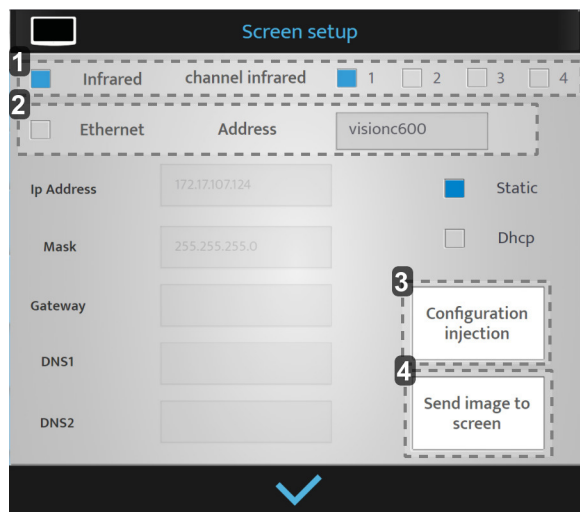 Screen setup
1
Infrared channel infrared 1 2 3 4
2
Ethernet Address visionc600
Ip Address 172.17.107.124 Static
Mask 255.255.255.0 Dhcp
3
Gateway
Configuration
injection
DNS1
4
Send image to
screen
DNS2